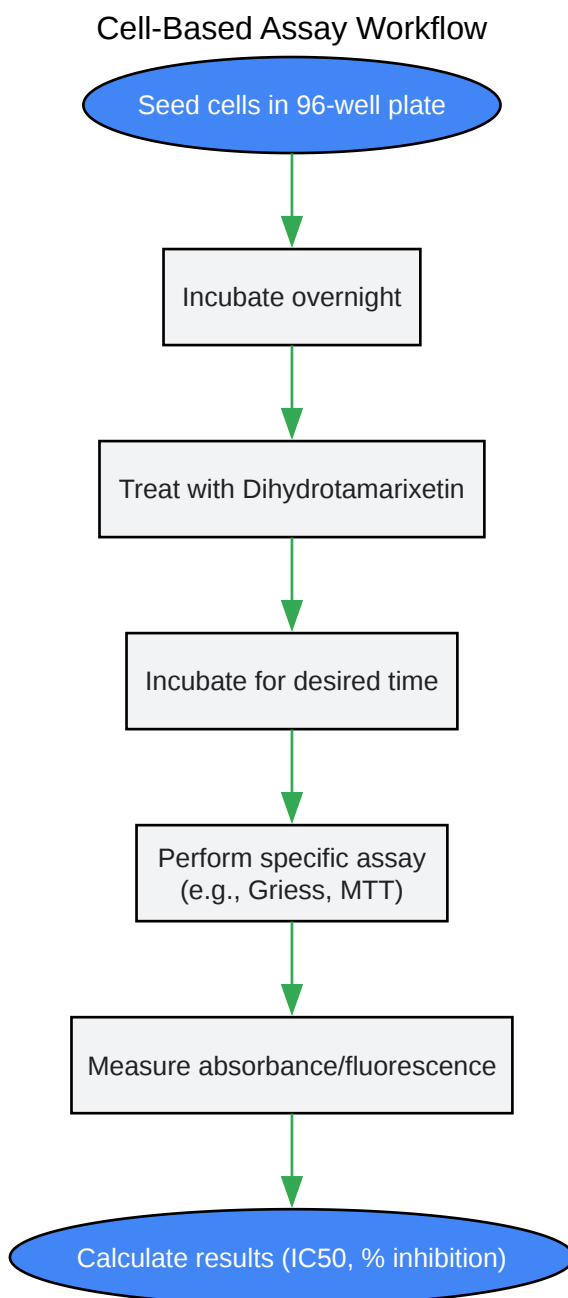 Cell-Based Assay Workflow
Seed cells in 96-well plate
Incubate overnight
Treat with Dihydrotamarixetin
Incubate for desired time
Perform specific assay
(e.g., Griess, MTT)
Measure absorbance/fluorescence
Calculate results (IC50, % inhibition)